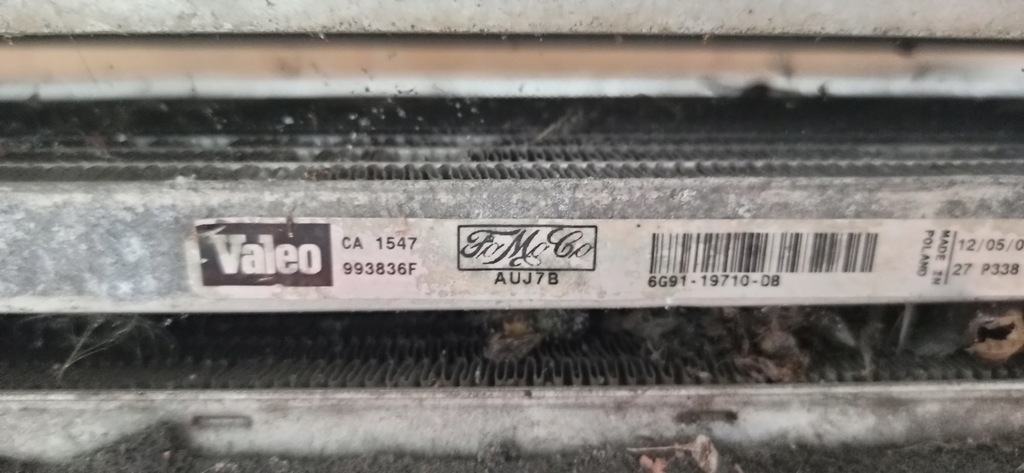 Valeo
CA 1547
993836F
FoMoCo
AUJ7B
6G91-19710-DB
MADE IN
POLAND
12/05/0
27 P338